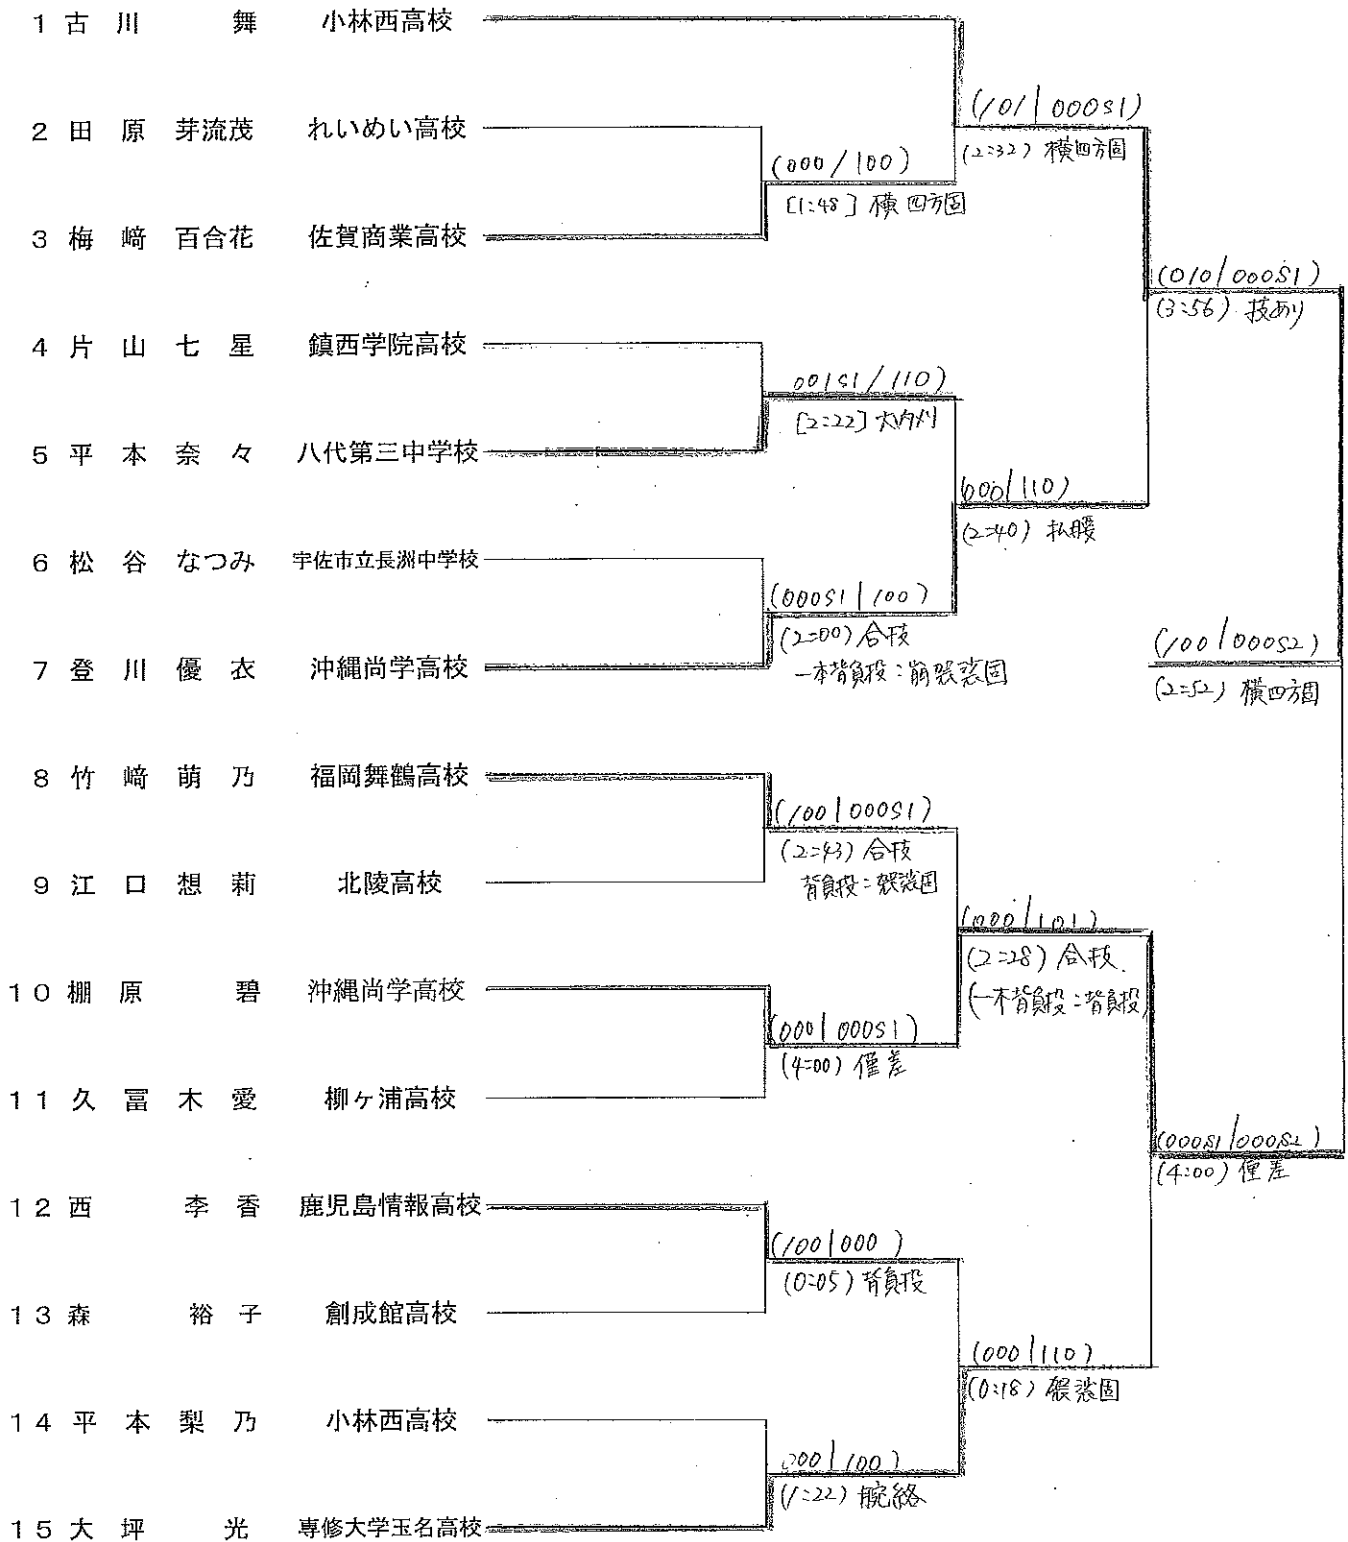 1 古川 舞 小林西高校
(101|000S1)
2 田原 芽流茂 れいめい高校
(2:32) 横四方固
(000/100)
[1:48] 横四方固
3 梅﨑 百合花 佐賀商業高校
(010/000S1)
(3:56) 技あり
4 片山 七星 鎮西学院高校
001S1/110)
[2:22] 大内刈
5 平本 奈々 八代第三中学校
000/110)
(2:40) 払腰
6 松谷 なつみ 宇佐市立長洲中学校
(000S1|100)
(2:00) 合技
一本背負投:崩袈裟固
(100/000S2)
7 登川 優衣 沖縄尚学高校
(2:52) 横四方固
8 竹﨑 萌乃 福岡舞鶴高校
(100|000S1)
(2:43) 合技
9 江口 想莉 北陵高校
背負投:袈裟固
(000/101)
(2:28) 合技
10 棚原 碧 沖縄尚学高校
(一本背負投:背負投)
(000|000S1)
(4:00) 僅差
11 久冨木 愛 柳ヶ浦高校
(000S1/000S2)
(4:00) 僅差
12 西 李香 鹿児島情報高校
(100|000)
(0:05) 背負投
13 森 裕子 創成館高校
(000|110)
(0:18) 袈裟固
14 平本 梨乃 小林西高校
000|100)
(1:22) 腕絡
15 大坪 光 専修大学玉名高校